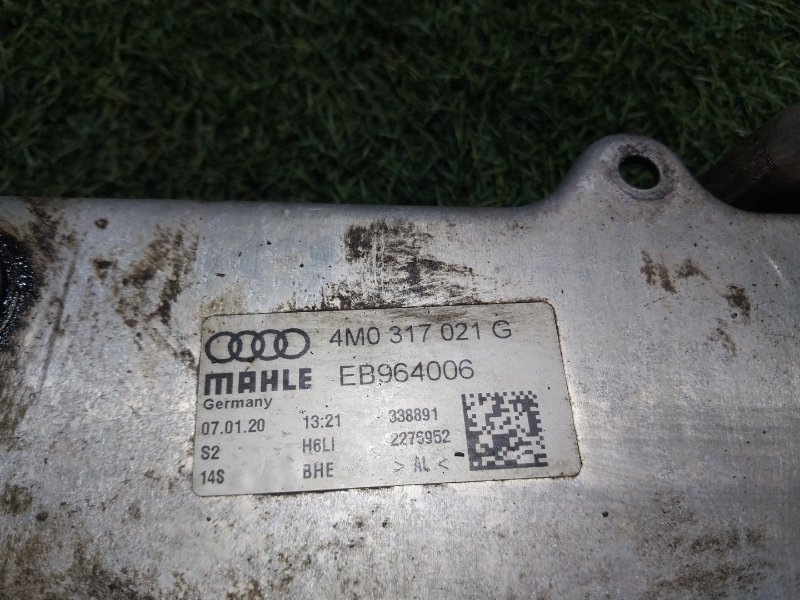 4M0 317 021 G
MAHLE EB964006
Germany
07.01.20 13:21 338891
S2 H6LI 2276952
14S BHE >AL<